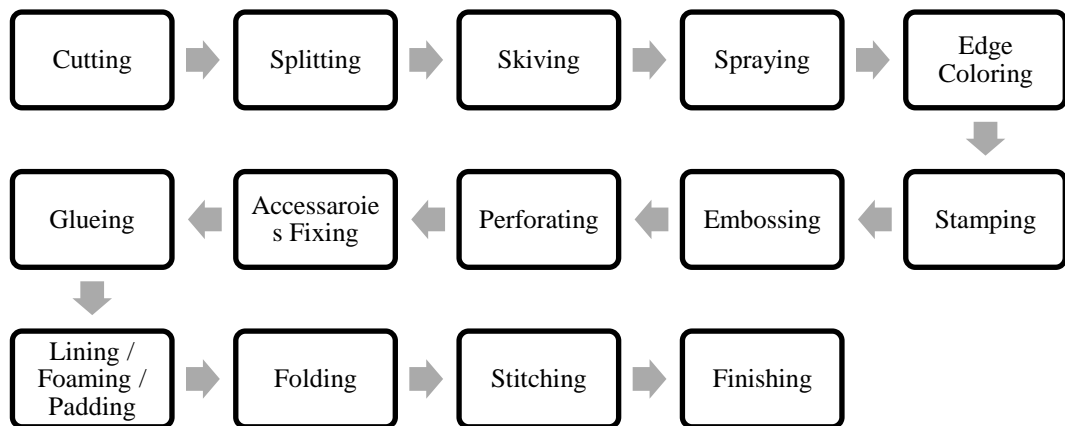 Cutting
Splitting
Skiving
Spraying
Edge
Coloring
Stamping
Embossing
Perforating
Accessaroie
s Fixing
Glueing
Lining /
Foaming /
Padding
Folding
Stitching
Finishing